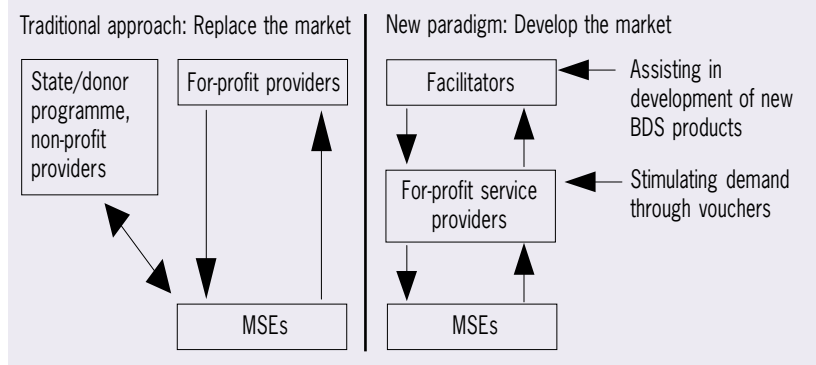 Traditional approach: Replace the market
State/donor
programme,
non-profit
providers
For-profit providers
MSEs
New paradigm: Develop the market
Facilitators
Assisting in
development of new
BDS products
For-profit service
providers
Stimulating demand
through vouchers
MSEs